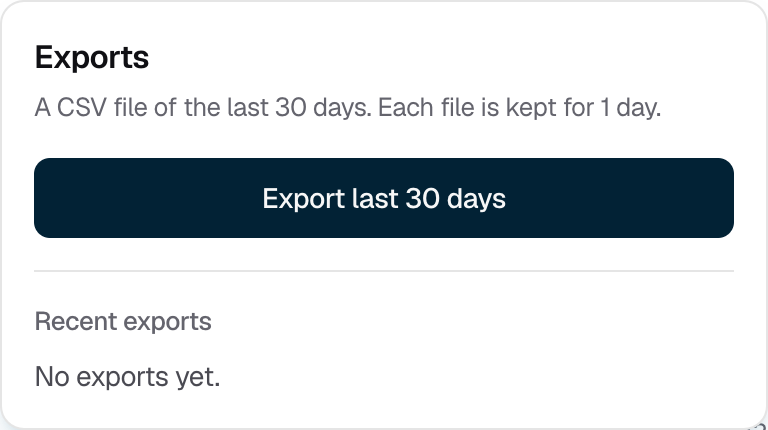 Exports
A CSV file of the last 30 days. Each file is kept for 1 day.
Export last 30 days
Recent exports
No exports yet.